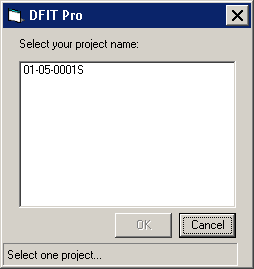 DFIT Pro
Select your project name:
01-05-0001S
OK Cancel
Select one project...